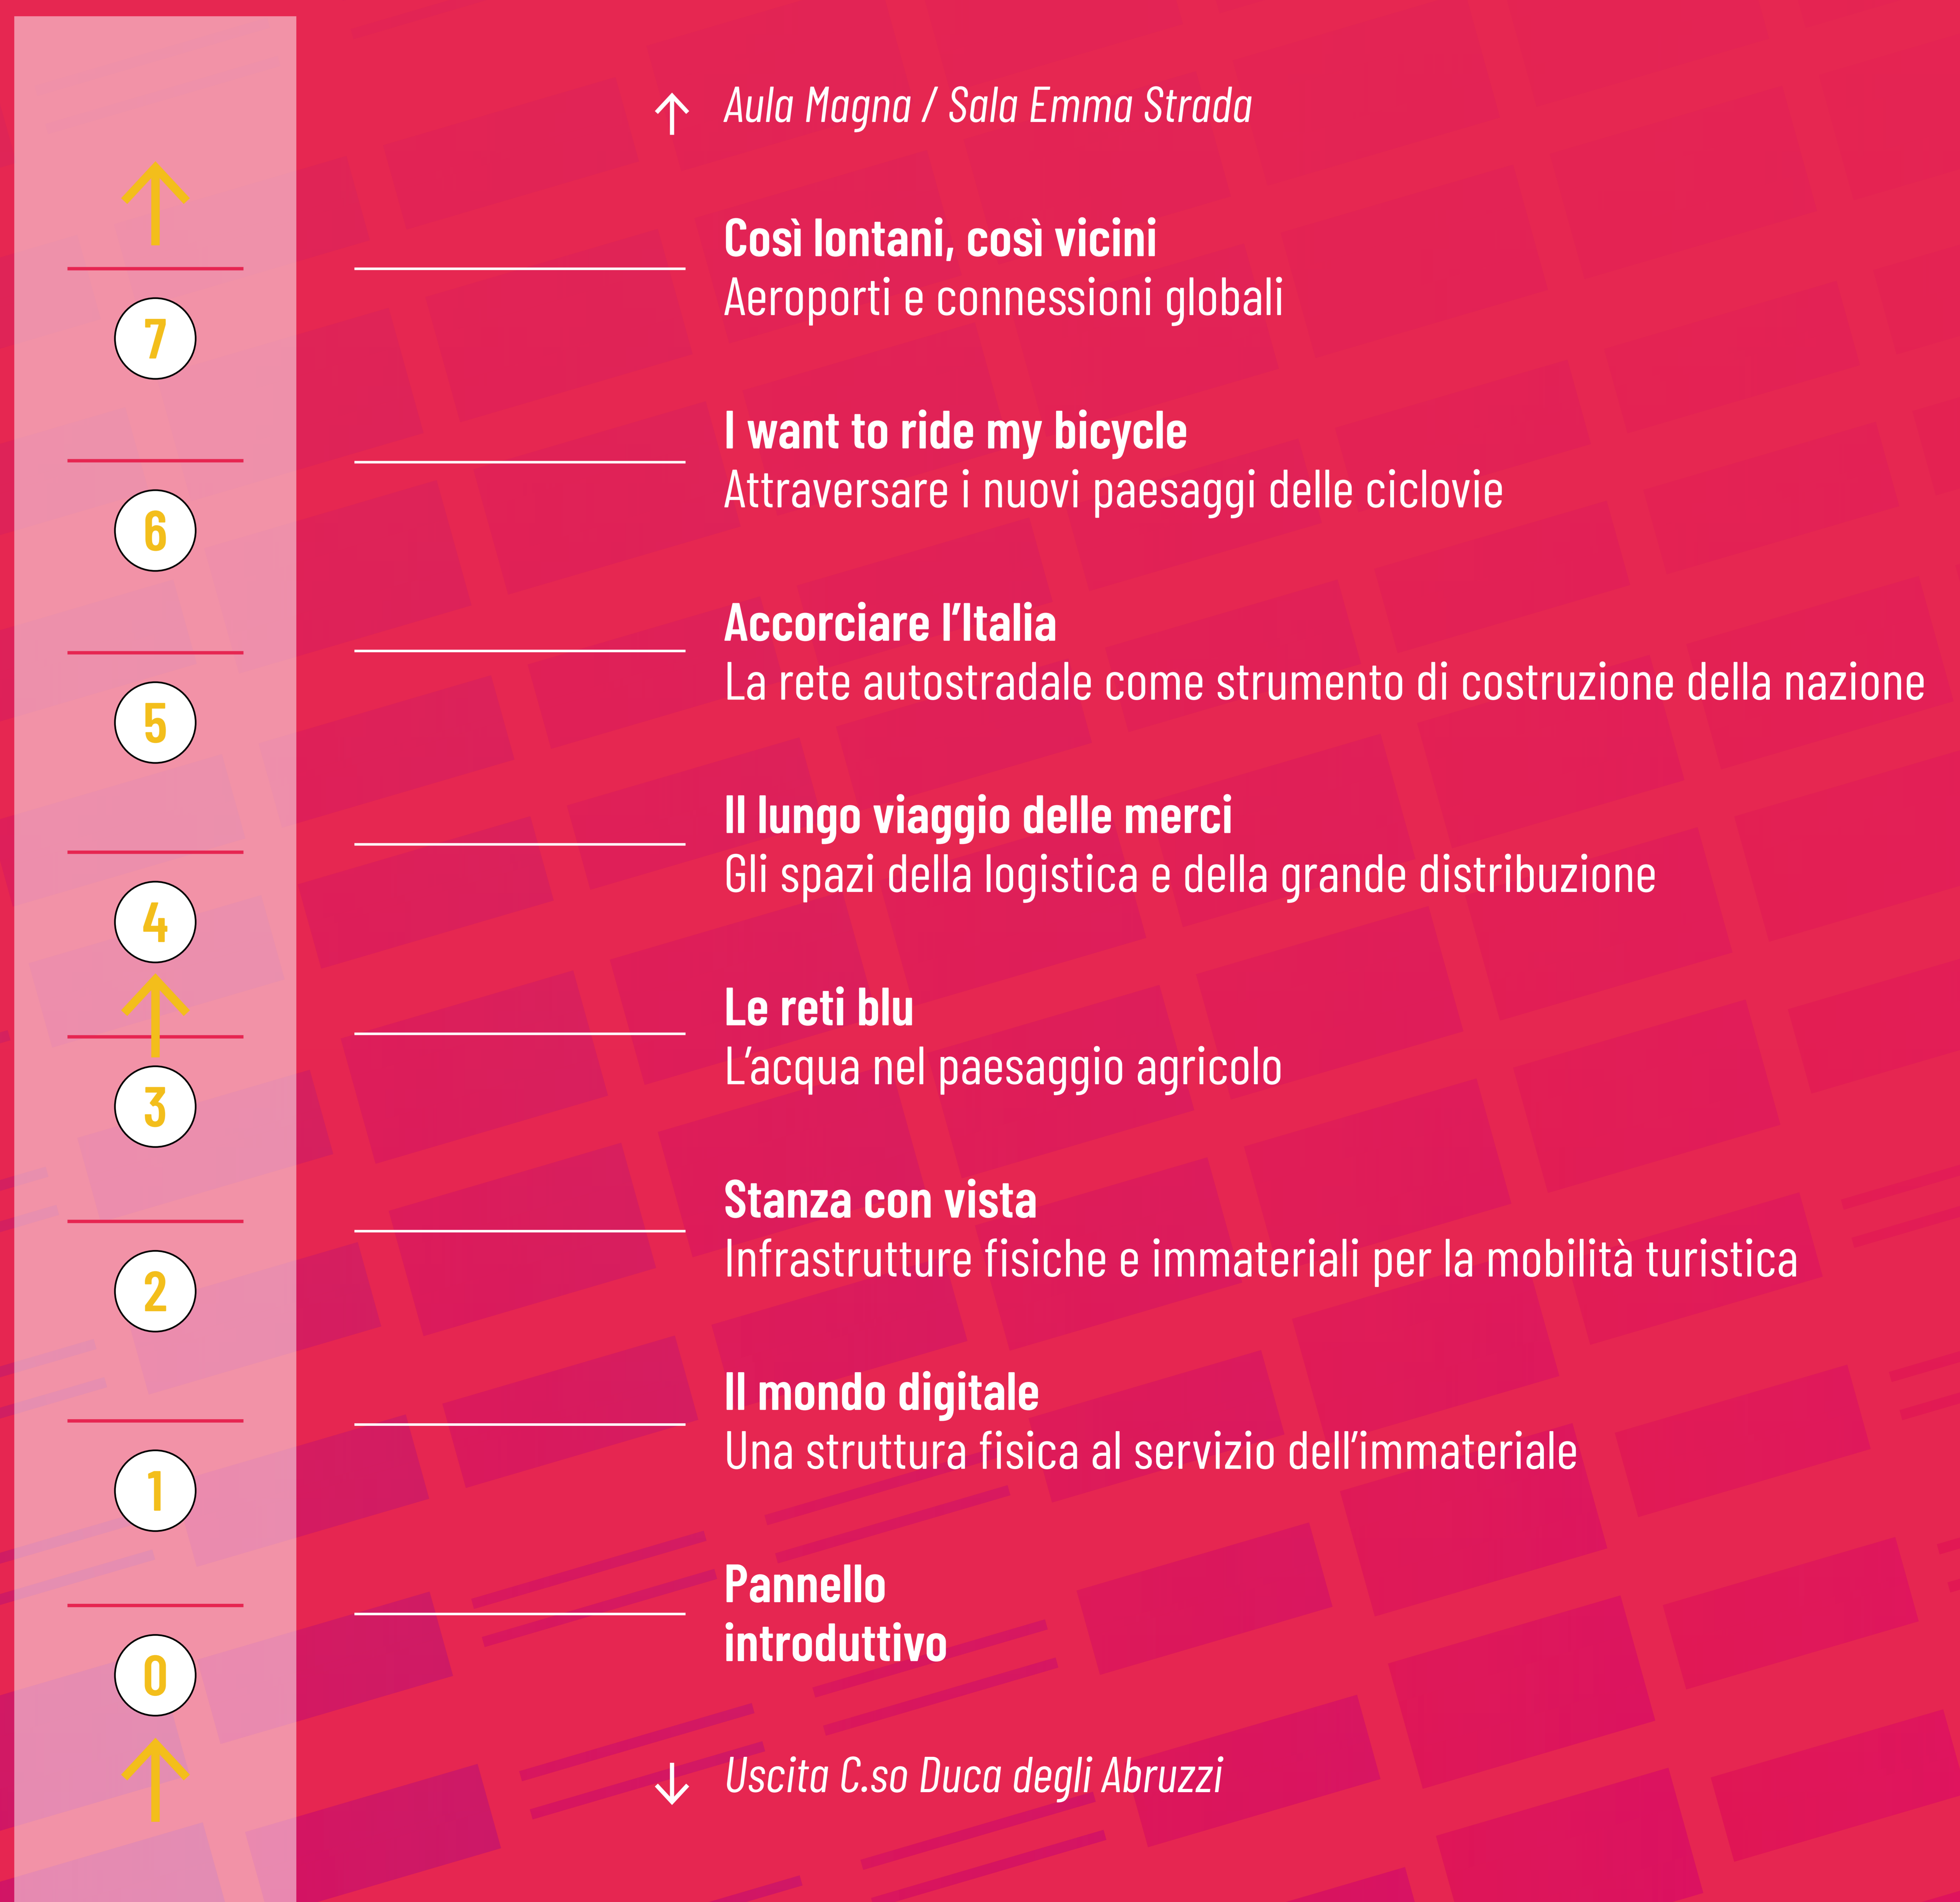 ↑ Aula Magna / Sala Emma Strada
7
Così lontani, così vicini
Aeroporti e connessioni globali
6
I want to ride my bicycle
Attraversare i nuovi paesaggi delle ciclovie
5
Accorciare l’Italia
La rete autostradale come strumento di costruzione della nazione
4
Il lungo viaggio delle merci
Gli spazi della logistica e della grande distribuzione
3
Le reti blu
L’acqua nel paesaggio agricolo
2
Stanza con vista
Infrastrutture fisiche e immateriali per la mobilità turistica
1
Il mondo digitale
Una struttura fisica al servizio dell’immateriale
0
Pannello
introduttivo
↓ Uscita C.so Duca degli Abruzzi